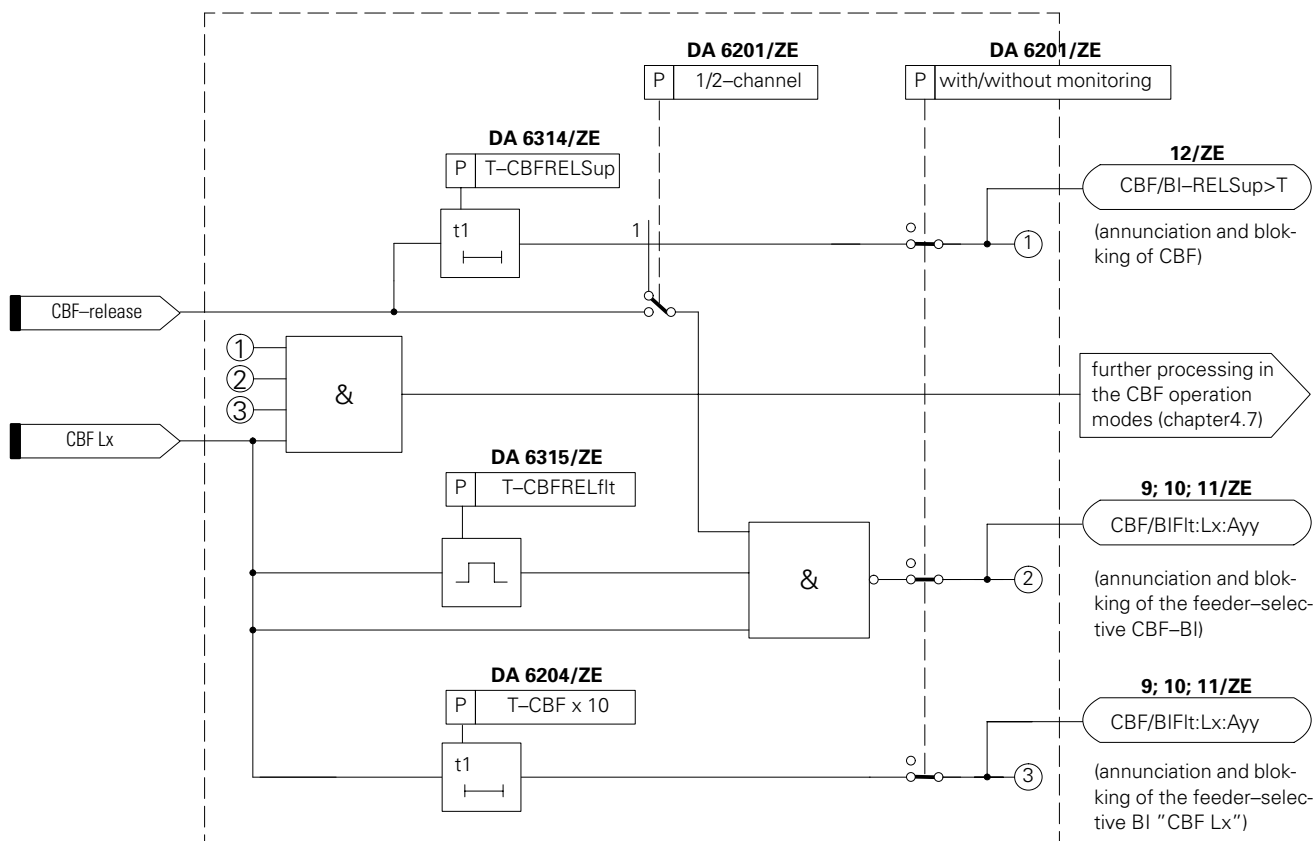 DA 6201/ZE
P 1/2–channel
DA 6201/ZE
P with/without monitoring
DA 6314/ZE
P T–CBFRELSup
t1
1
12/ZE
CBF/BI–RELSup>T
1
(annunciation and blok-
king of CBF)
CBF–release
1
2
3
&
CBF Lx
further processing in
the CBF operation
modes (chapter4.7)
DA 6315/ZE
P T–CBFRELflt
&
9; 10; 11/ZE
CBF/BIFlt:Lx:Ayy
2
(annunciation and blok-
king of the feeder–selec-
tive CBF–BI)
DA 6204/ZE
P T–CBF x 10
t1
9; 10; 11/ZE
CBF/BIFlt:Lx:Ayy
3
(annunciation and blok-
king of the feeder–selec-
tive BI ”CBF Lx”)